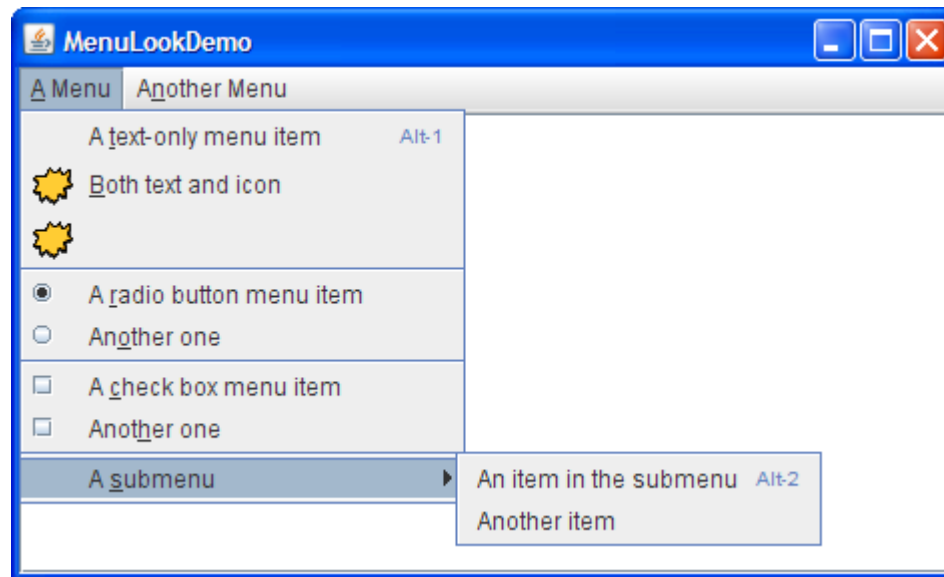 MenuLookDemo
A Menu Another Menu
A text-only menu item Alt-1
Both text and icon
A radio button menu item
Another one
A check box menu item
Another one
A submenu
An item in the submenu Alt-2
Another item